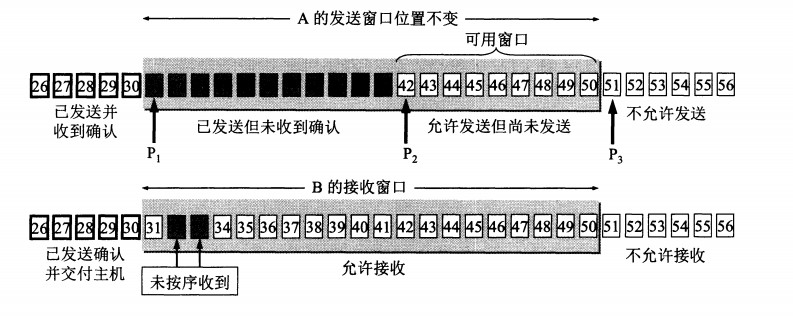 A 的发送窗口位置不变
可用窗口
26 27 28 29 30 42 43 44 45 46 47 48 49 50 51 52 53 54 55 56
已发送并
收到确认
已发送但未收到确认
允许发送但尚未发送
不允许发送
P1 P2 P3
B 的接收窗口
26 27 28 29 30 31 34 35 36 37 38 39 40 41 42 43 44 45 46 47 48 49 50 51 52 53 54 55 56
已发送确认
并交付主机
未按序收到
允许接收
不允许接收